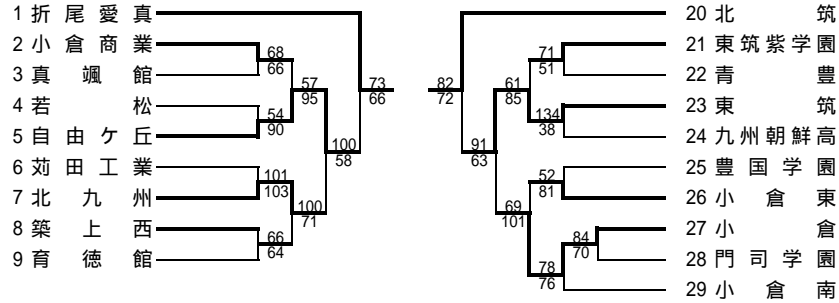 1 折尾愛真
2 小倉商業
3 真颯館
4 若松
5 自由ケ丘
6 苅田工業
7 北九州
8 築上西
9 育徳館
68
66
54
90
101
103
66
64
57
95
100
71
100
58
73
66
82
72
91
63
61
85
69
101
71
51
134
38
52
81
78
76
84
70
20 北筑
21 東筑紫学園
22 青豊
23 東筑
24 九州朝鮮高
25 豊国学園
26 小倉東
27 小倉
28 門司学園
29 小倉南